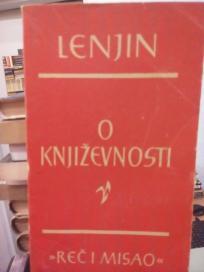 LENJIN
O
KNJIŽEVNOSTI
»REČ I MISAO«